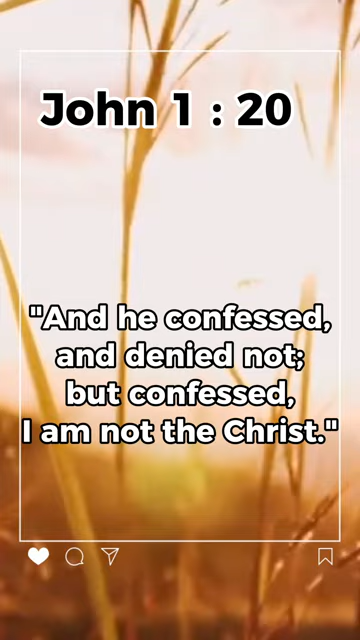 John 1 : 20
"And he confessed,
and denied not;
but confessed,
I am not the Christ."